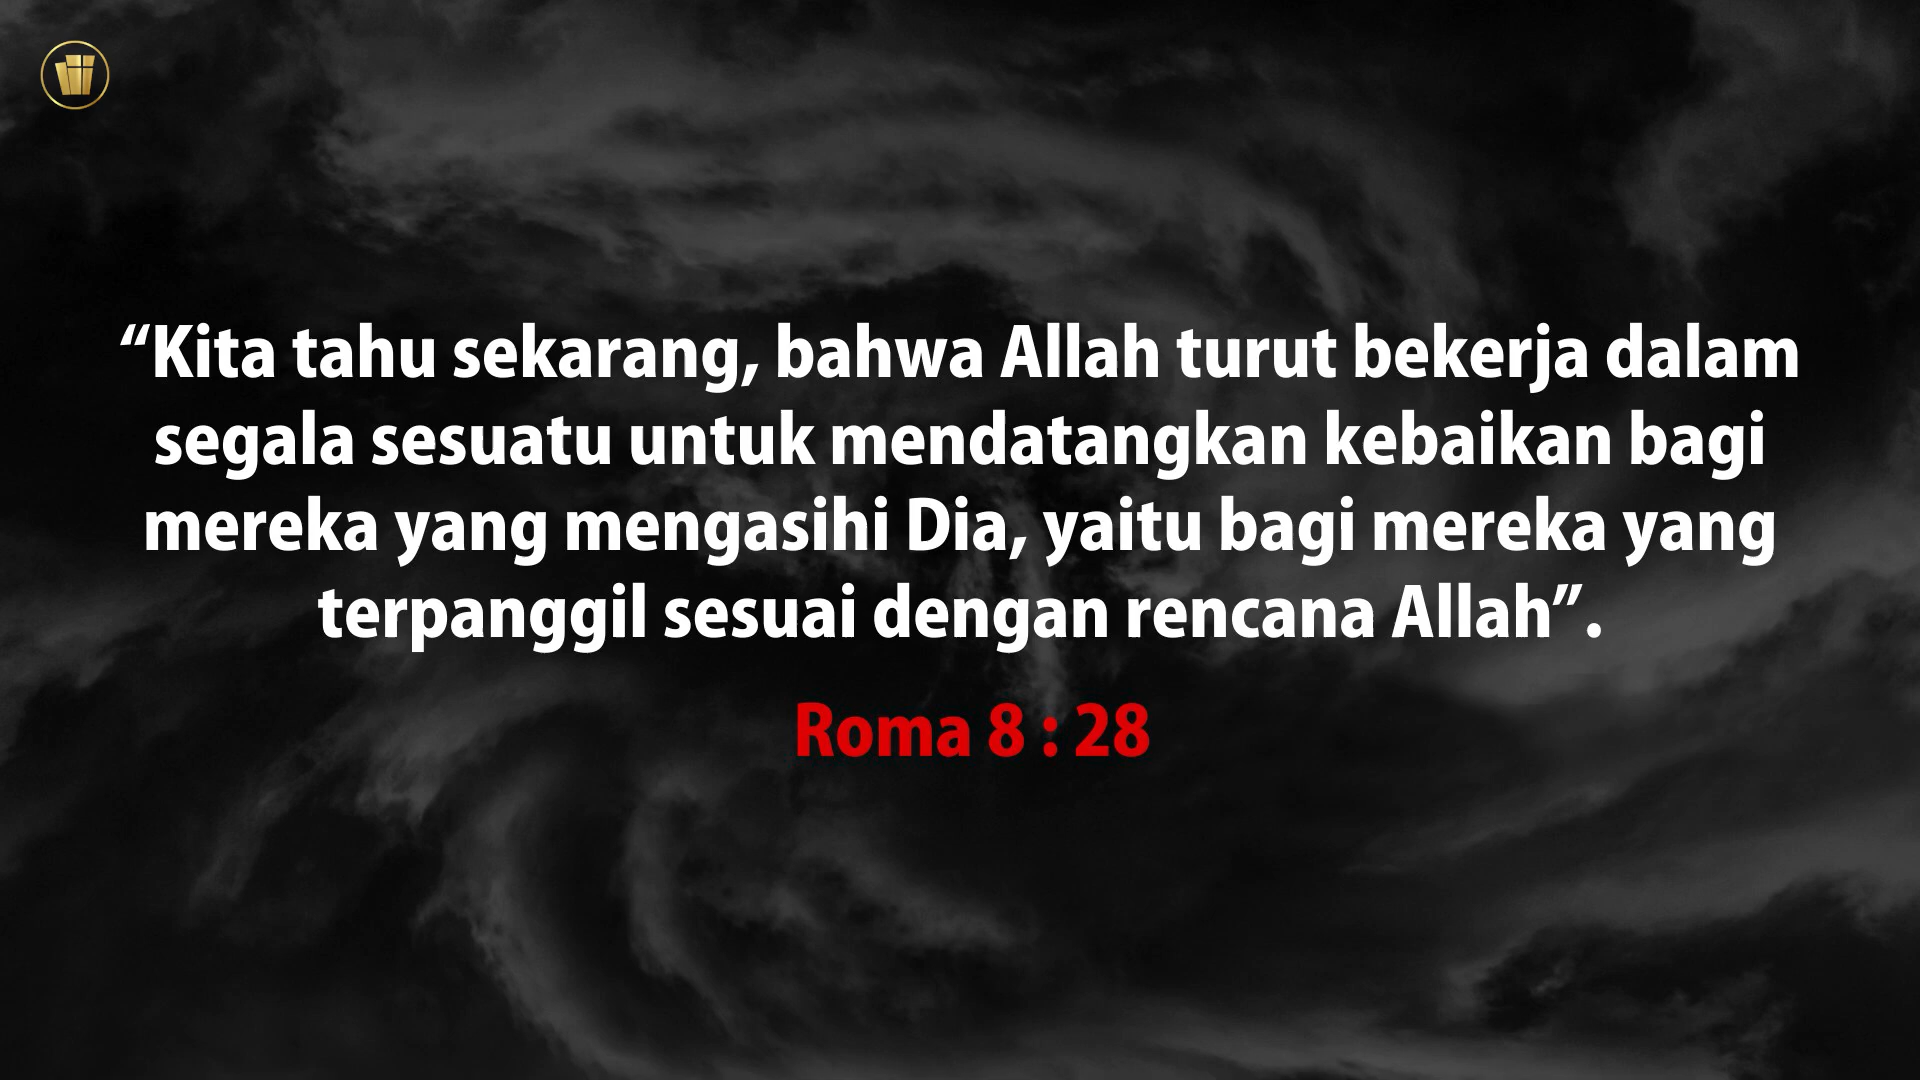 “Kita tahu sekarang, bahwa Allah turut bekerja dalam
segala sesuatu untuk mendatangkan kebaikan bagi
mereka yang mengasihi Dia, yaitu bagi mereka yang
terpanggil sesuai dengan rencana Allah”.
Roma 8 : 28